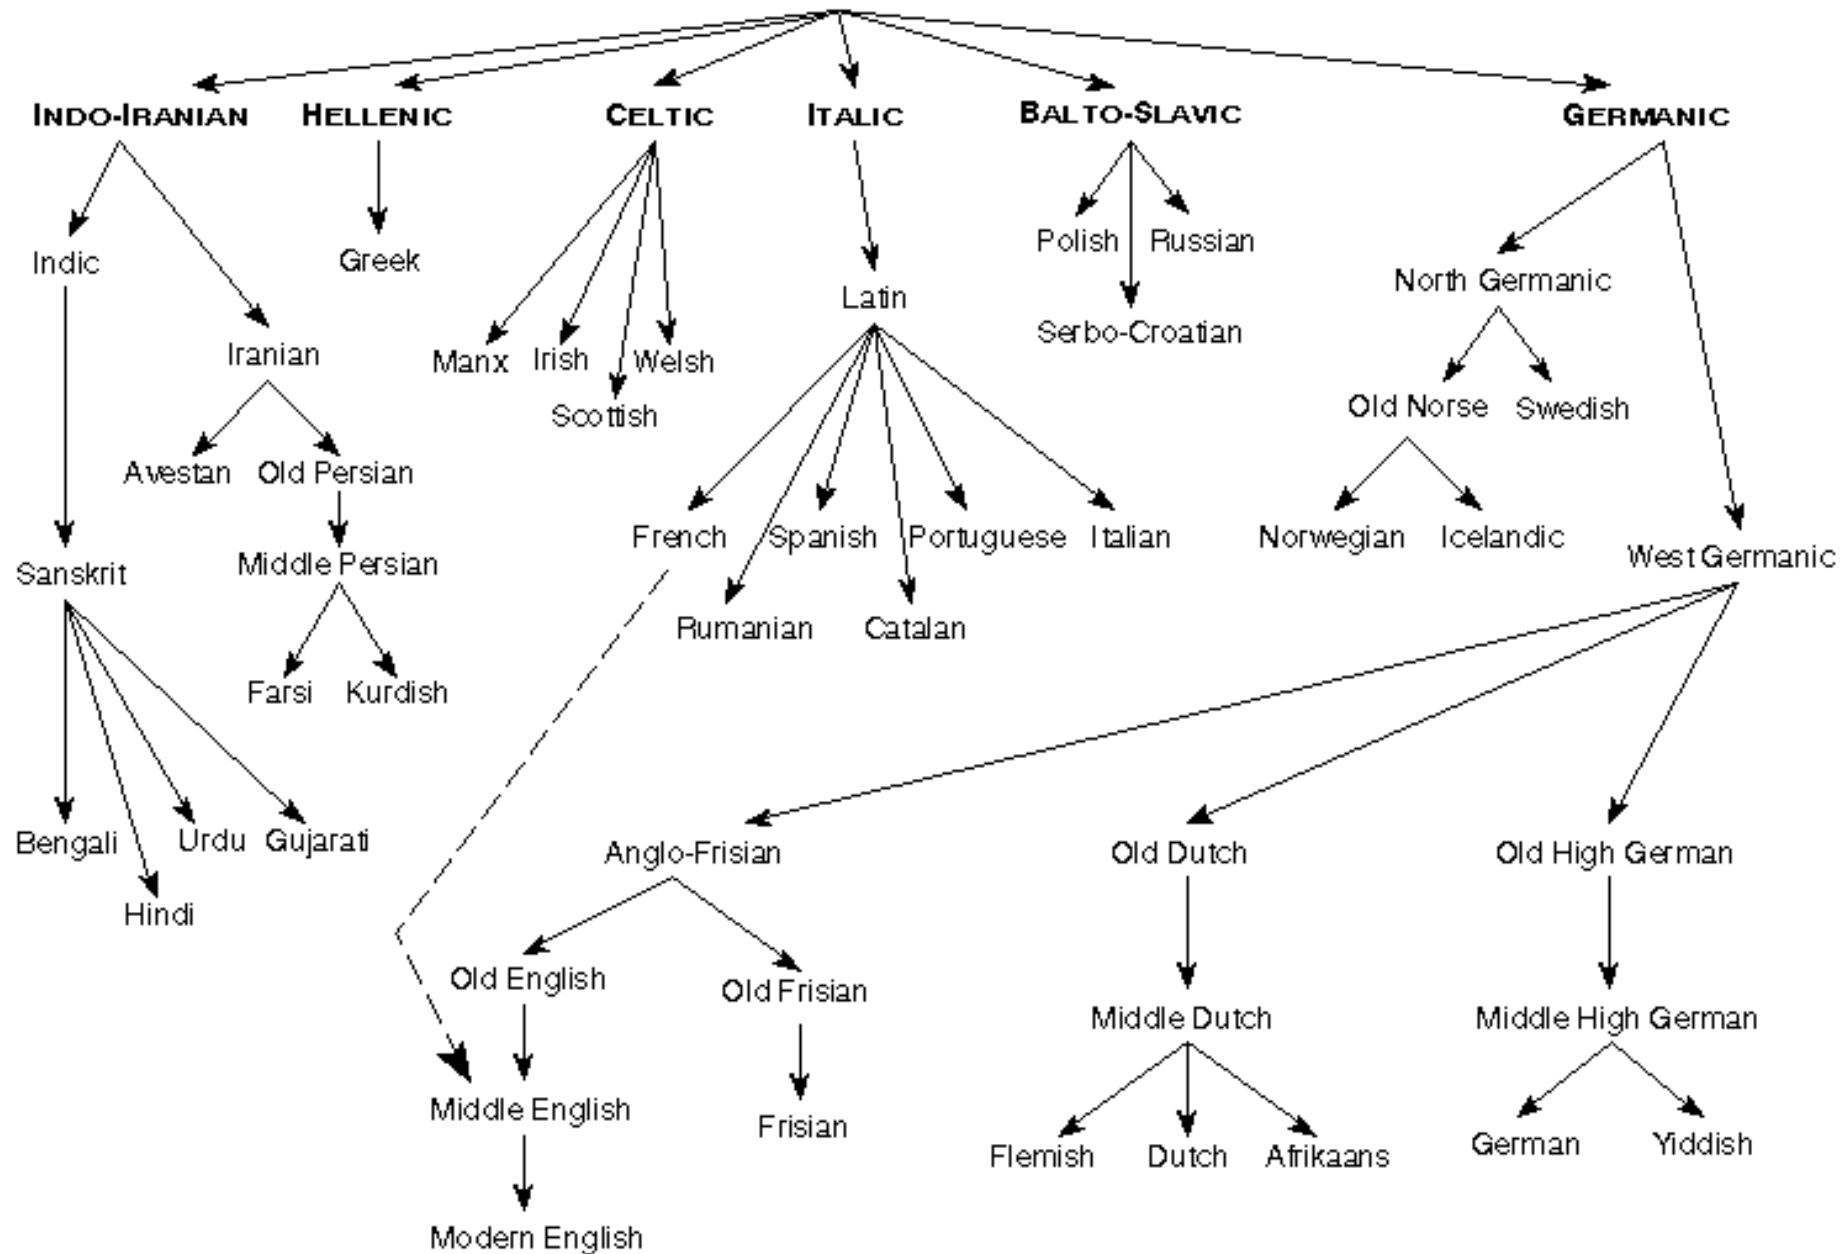 INDO-IRANIAN HELLENIC CELTIC ITALIC BALTO-SLAVIC GERMANIC
Polish Russian
Indic Greek
North Germanic
Latin
Serbo-Croatian
Iranian Manx Irish Welsh
Scottish
Old Norse Swedish
Avestan Old Persian
French Spanish Portuguese Italian Norwegian Icelandic
West Germanic
Sanskrit Middle Persian
Rumanian Catalan
Farsi Kurdish
Bengali Urdu Gujarati
Anglo-Frisian Old Dutch Old High German
Hindi
Old English Old Frisian
Middle Dutch Middle High German
Middle English
Frisian
Flemish Dutch Afrikaans German Yiddish
Modern English